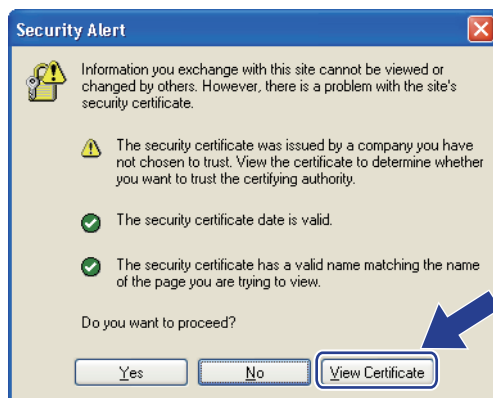 Security Alert
Information you exchange with this site cannot be viewed or
changed by others. However, there is a problem with the site's
security certificate.
The security certificate was issued by a company you have
not chosen to trust. View the certificate to determine whether
you want to trust the certifying authority.
The security certificate date is valid.
The security certificate has a valid name matching the name
of the page you are trying to view.
Do you want to proceed?
Yes No View Certificate